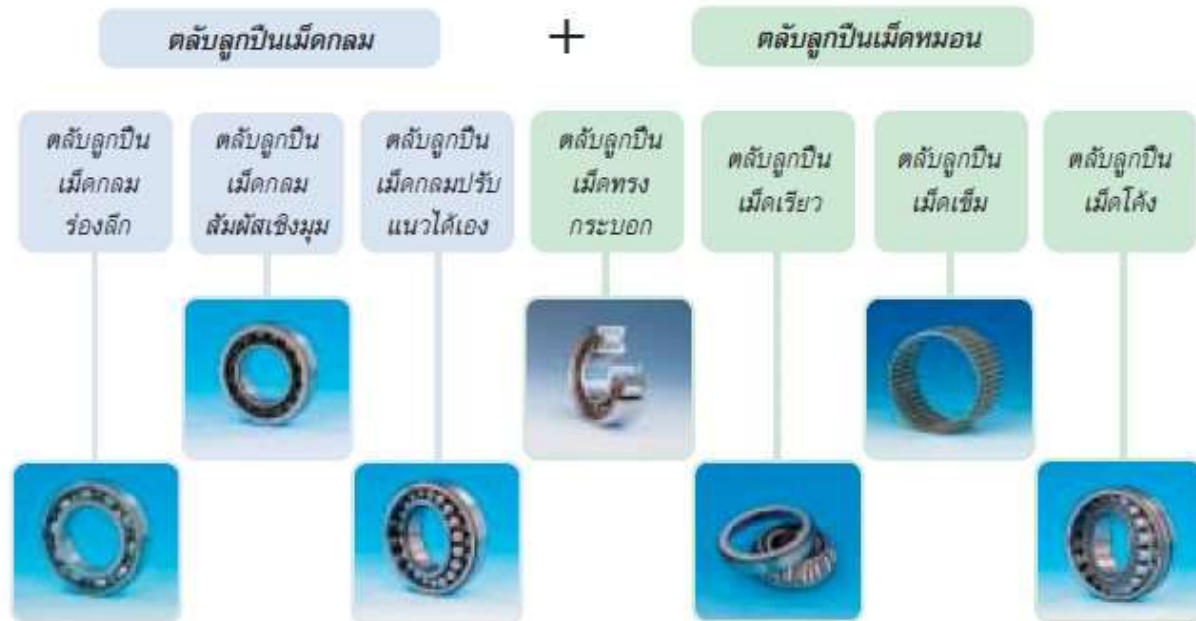 ตลับลูกปืนเม็ดกลม
+
ตลับลูกปืนเม็ดหมอน
ตลับลูกปืน
เม็ดกลม
ร่องลึก
ตลับลูกปืน
เม็ดกลม
สัมผัสเชิงมุม
ตลับลูกปืน
เม็ดกลมปรับ
แนวได้เอง
ตลับลูกปืน
เม็ดทรง
กระบอก
ตลับลูกปืน
เม็ดเรียว
ตลับลูกปืน
เม็ดเข็ม
ตลับลูกปืน
เม็ดโค้ง